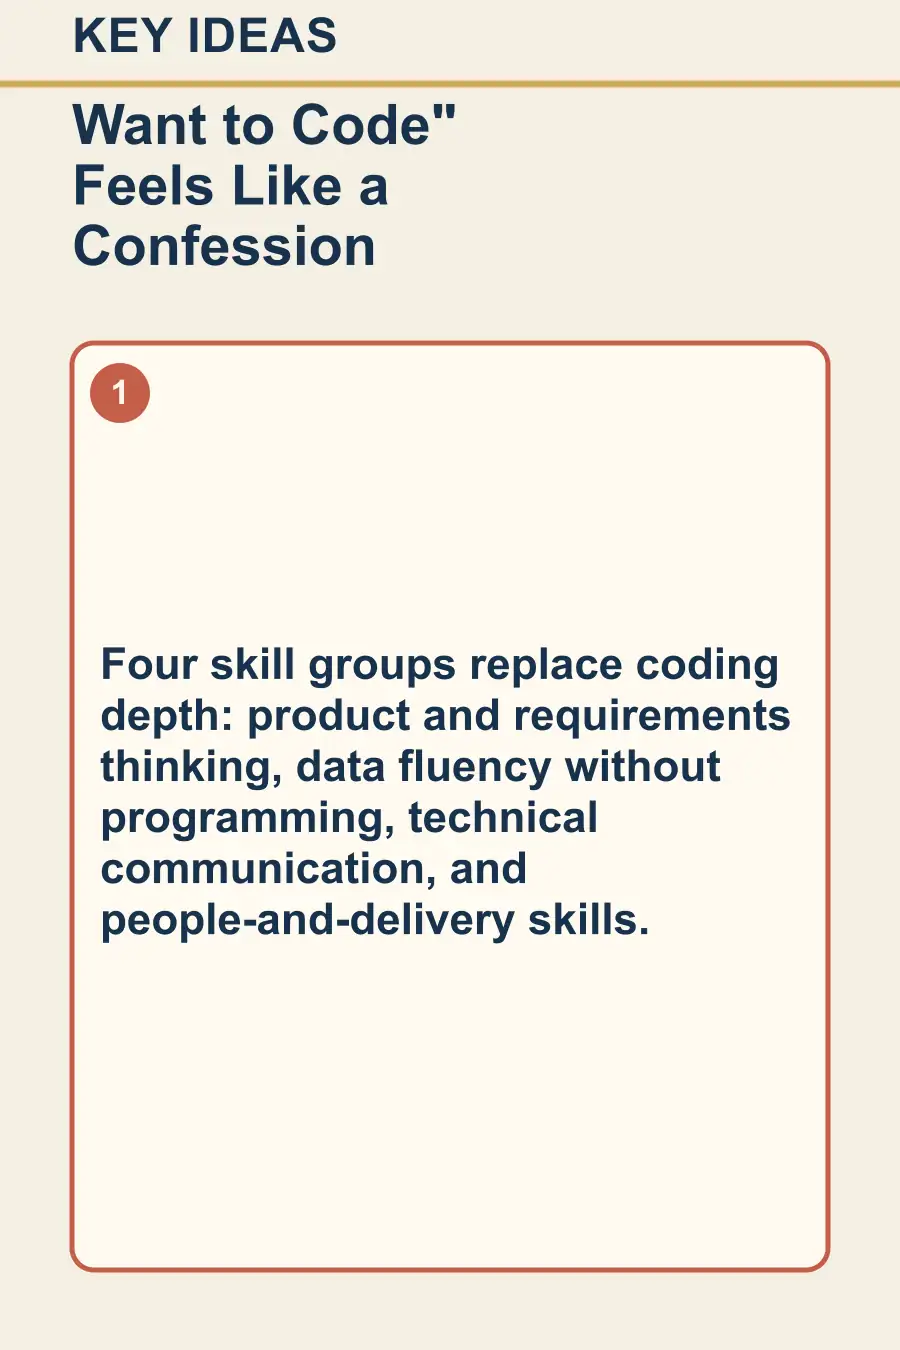 KEY IDEAS
Want to Code"
Feels Like a
Confession
1
Four skill groups replace coding
depth: product and requirements
thinking, data fluency without
programming, technical
communication, and
people-and-delivery skills.